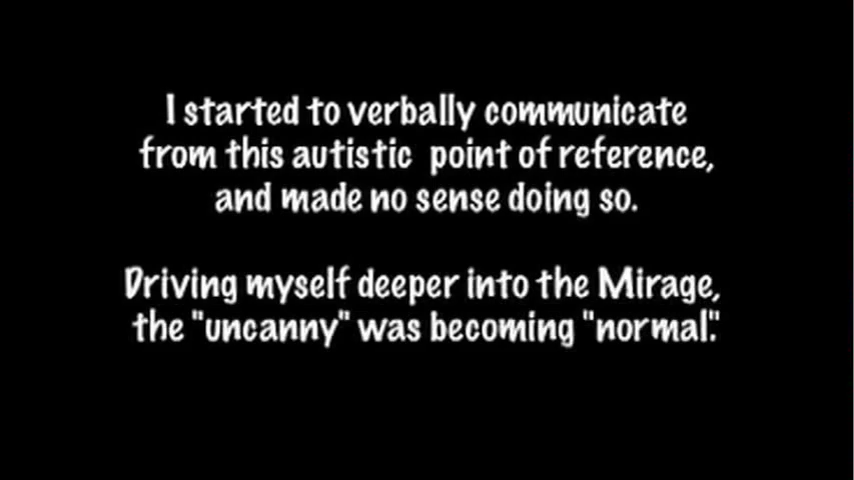 I started to verbally communicate
from this autistic point of reference,
and made no sense doing so.
Driving myself deeper into the Mirage,
the "uncanny" was becoming "normal."